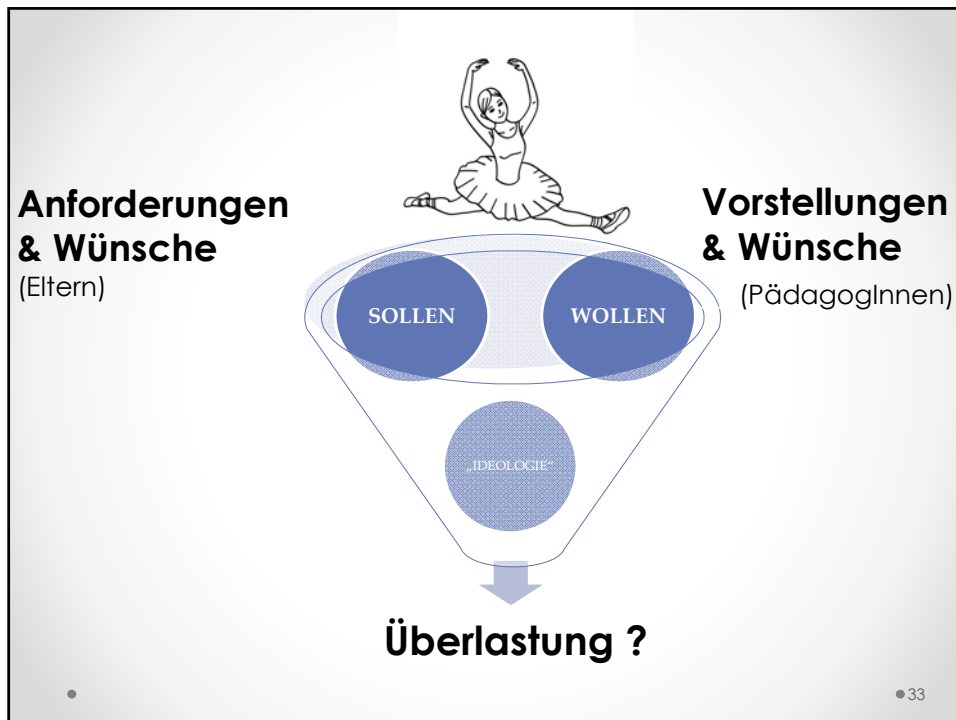 Anforderungen
& Wünsche
(Eltern)
Vorstellungen
& Wünsche
(PädagogInnen)
SOLLEN
WOLLEN
„IDEOLOGIE“
Überlastung ?
33